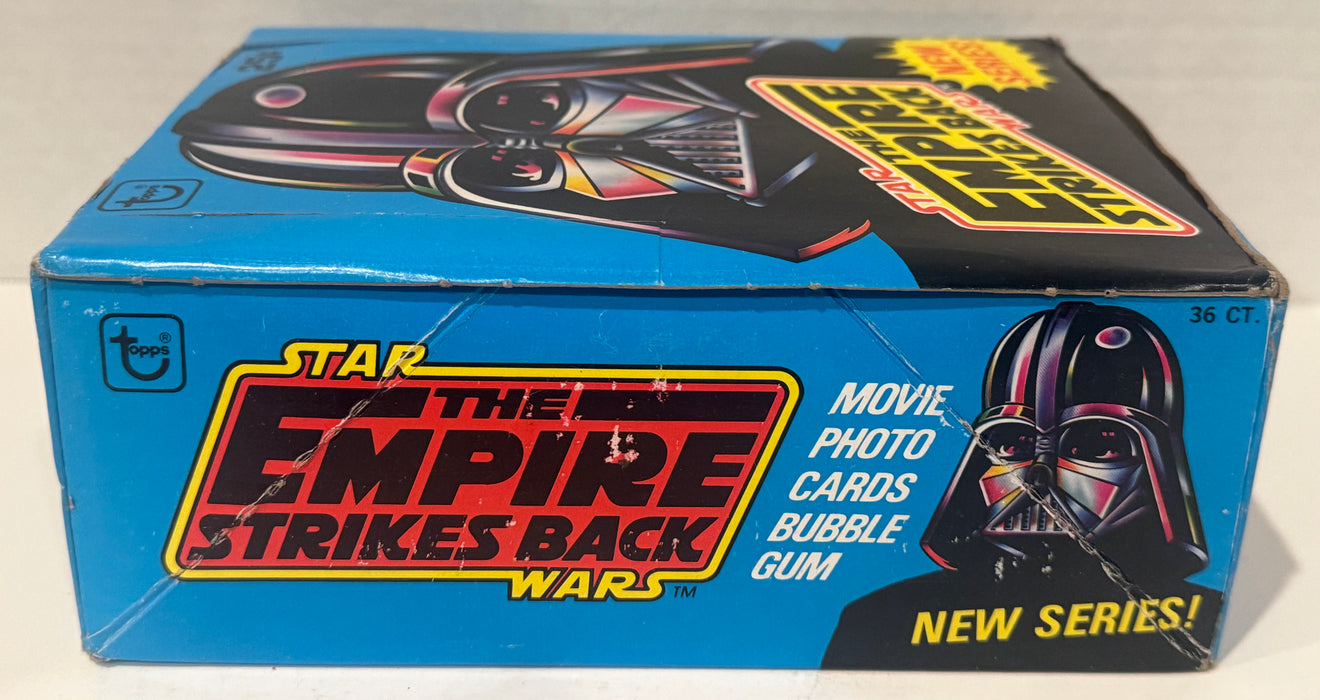 25¢
topps®
NEW
SERIES!
STAR
THE
EMPIRE
STRIKES BACK
WARS
topps®
STAR
THE
EMPIRE
STRIKES BACK
WARS™
MOVIE
PHOTO
CARDS
BUBBLE
GUM
36 CT.
NEW SERIES!